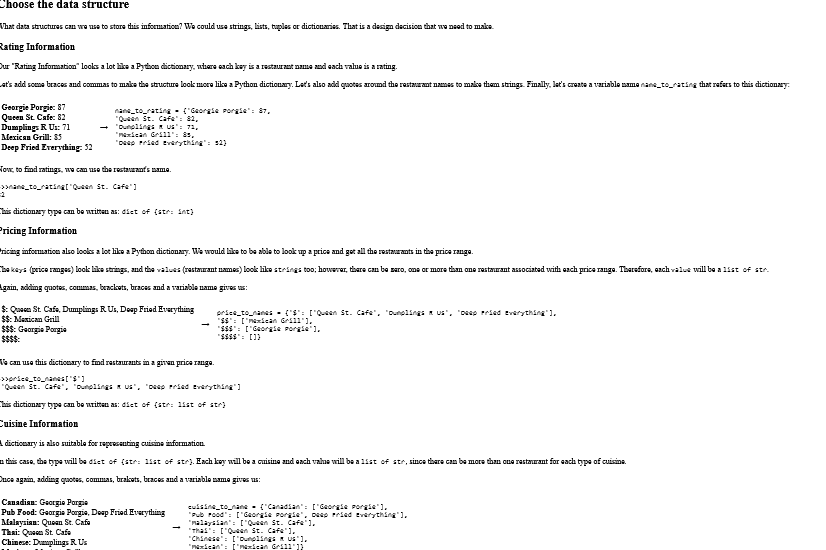 Choose the data structure
What data structures can we use to store this information? We could use strings, lists, tuples or dictionaries. That is a design decision that we need to make.
Rating Information
Our "Rating Information" looks a lot like a Python dictionary, where each key is a restaurant name and each value is a rating.
Let's add some braces and commas to make the structure look more like a Python dictionary. Let's also add quotes around the restaurant names to make them strings. Finally, let's create a variable name name_to_rating that refers to this dictionary:
Georgie Porgie: 87
Queen St. Cafe: 82
Dumplings R Us: 71
Mexican Grill: 85
Deep Fried Everything: 52
→
name_to_rating = {'Georgie Porgie': 87,
'Queen St. Cafe': 82,
'Dumplings R Us': 71,
'Mexican Grill': 85,
'Deep Fried Everything': 52}
Now, to find ratings, we can use the restaurant's name.
>>name_to_rating['Queen St. Cafe']
82
This dictionary type can be written as: dict of {str: int}
Pricing Information
Pricing information also looks a lot like a Python dictionary. We would like to be able to look up a price and get all the restaurants in the price range.
The keys (price ranges) look like strings, and the values (restaurant names) look like strings too; however, there can be zero, one or more than one restaurant associated with each price range. Therefore, each value will be a list of str.
Again, adding quotes, commas, brackets, braces and a variable name gives us:
$: Queen St. Cafe, Dumplings R Us, Deep Fried Everything
$$: Mexican Grill
$$$: Georgie Porgie
$$$$:
→
price_to_names = {'$': ['Queen St. Cafe', 'Dumplings R Us', 'Deep Fried Everything'],
'$$': ['Mexican Grill'],
'$$$': ['Georgie Porgie'],
'$$$$': []}
We can use this dictionary to find restaurants in a given price range.
>>price_to_names['$']
'Queen St. Cafe', 'Dumplings R Us', 'Deep Fried Everything']
This dictionary type can be written as: dict of {str: list of str}
Cuisine Information
A dictionary is also suitable for representing cuisine information.
In this case, the type will be dict of {str: list of str}. Each key will be a cuisine and each value will be a list of str, since there can be more than one restaurant for each type of cuisine.
Once again, adding quotes, commas, brakets, braces and a variable name gives us:
Canadian: Georgie Porgie
Pub Food: Georgie Porgie, Deep Fried Everything
Malaysian: Queen St. Cafe
Thai: Queen St. Cafe
Chinese: Dumplings R Us
→
cuisine_to_name = {'Canadian': ['Georgie Porgie'],
'Pub Food': ['Georgie Porgie', Deep Fried Everything'],
'Malaysian': ['Queen St. Cafe'],
'Thai': ['Queen St. Cafe'],
'Chinese': ['Dumplings R Us'],
'Mexican': ['Mexican Grill']}